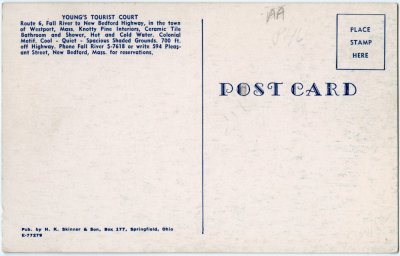 YOUNG'S TOURIST COURT
Route 6, Fall River to New Bedford Highway, in the town
of Westport, Mass. Knotty Pine Interiors, Ceramic Tile
Bathroom and Shower, Hot and Cold Water. Colonial
Motif. Cool - Quiet - Spacious Shaded Grounds. 700 ft.
off Highway. Phone Fall River 5-7618 or write 594 Pleas-
ant Street, New Bedford, Mass. for reservations.
AA
PLACE
STAMP
HERE
POST CARD
Pub. by H. R. Skinner & Son, Box 277, Springfield, Ohio
E-77279